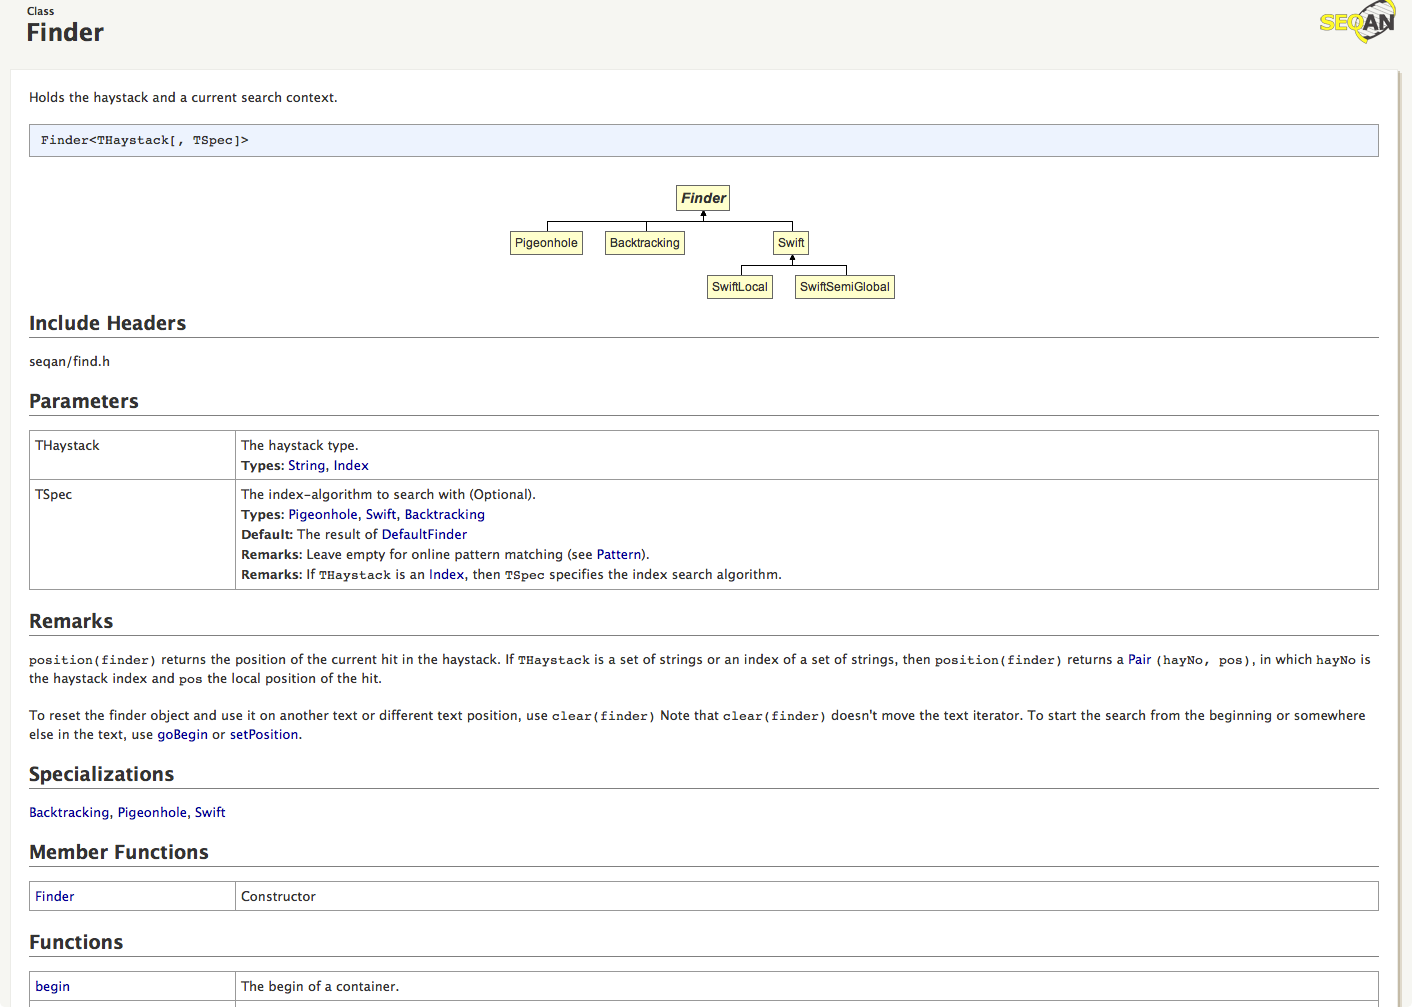 Class
Finder
SEQAN
Holds the haystack and a current search context.
Finder<THaystack[, TSpec]>
Finder
Pigeonhole Backtracking Swift
SwiftLocal SwiftSemiGlobal
Include Headers
seqan/find.h
Parameters
THaystack The haystack type.
Types: String, Index
TSpec The index-algorithm to search with (Optional).
Types: Pigeonhole, Swift, Backtracking
Default: The result of DefaultFinder
Remarks: Leave empty for online pattern matching (see Pattern).
Remarks: If THaystack is an Index, then TSpec specifies the index search algorithm.
Remarks
position(finder) returns the position of the current hit in the haystack. If THaystack is a set of strings or an index of a set of strings, then position(finder) returns a Pair (hayNo, pos), in which hayNo is
the haystack index and pos the local position of the hit.
To reset the finder object and use it on another text or different text position, use clear(finder) Note that clear(finder) doesn't move the text iterator. To start the search from the beginning or somewhere
else in the text, use goBegin or setPosition.
Specializations
Backtracking, Pigeonhole, Swift
Member Functions
Finder Constructor
Functions
begin The begin of a container.